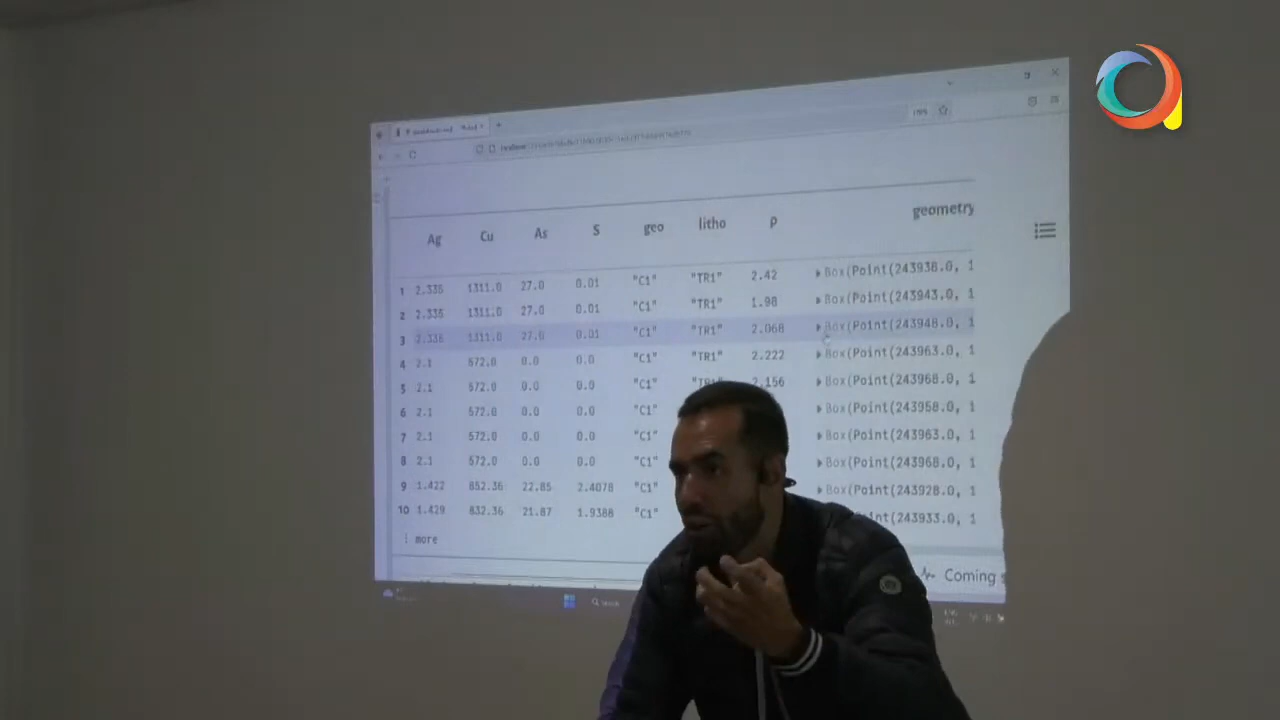 Ag Cu As S geo litho ρ geometry
1 2.336 1311.0 27.0 0.01 "C1" "TR1" 2.42 Box(Point(243938.0, 1
2 2.336 1311.0 27.0 0.01 "C1" "TR1" 1.98 Box(Point(243943.0, 1
3 2.336 1311.0 27.0 0.01 "C1" "TR1" 2.068 Box(Point(243948.0, 1
4 2.1 572.0 0.0 0.0 "C1" "TR1" 2.222 Box(Point(243963.0, 1
5 2.1 572.0 0.0 0.0 "C1" "TR1" 2.156 Box(Point(243968.0, 1
6 2.1 572.0 0.0 0.0 "C1" Box(Point(243958.0, 1
7 2.1 572.0 0.0 0.0 "C1" Box(Point(243963.0, 1
8 2.1 572.0 0.0 0.0 "C1" Box(Point(243968.0, 1
9 1.422 852.36 22.85 2.4078 "C1" Box(Point(243928.0, 1
10 1.429 832.36 21.87 1.9388 "C1" (Point(243933.0, 1
⋮ more
Coming